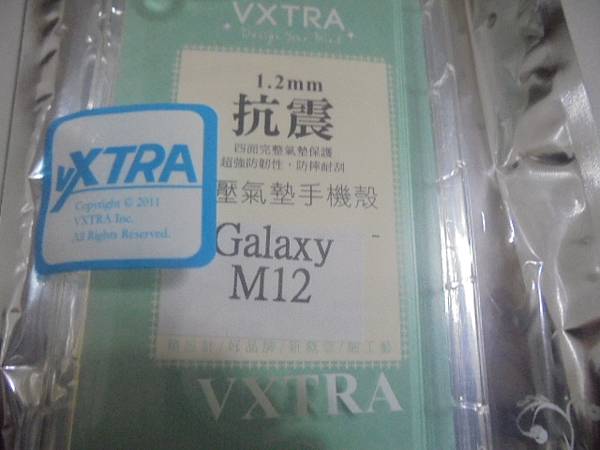 VXTRA
Design Your Mind
1.2mm
抗震
四面完整氣墊保護
超強防韌性，防摔耐刮
壓氣墊手機殼
VXTRA
Copyright © 2011
VXTRA Inc.
All Rights Reserved.
Galaxy
M12
VXTRA